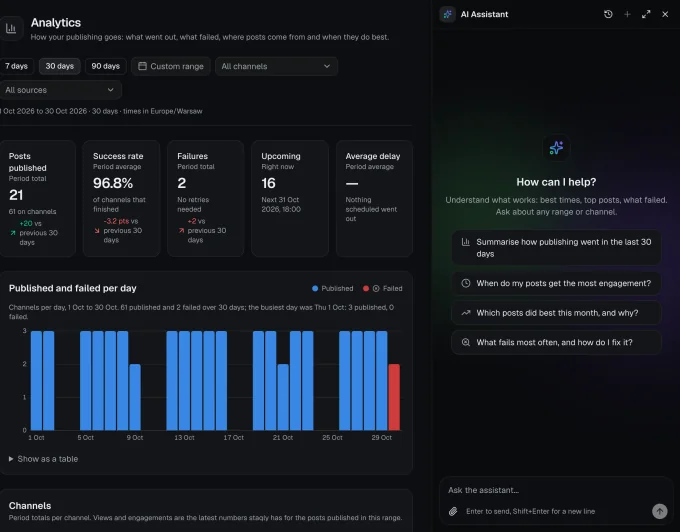 Analytics
How your publishing goes: what went out, what failed, where posts come from and when they do best.
7 days
30 days
90 days
Custom range
All channels
All sources
1 Oct 2026 to 30 Oct 2026 · 30 days · times in Europe/Warsaw
Posts
published
Period total
21
61 on channels
+20 vs
previous 30
days
Success rate
Period average
96.8%
of channels that
finished
-3.2 pts vs
previous 30
days
Failures
Period total
2
No retries
needed
+2 vs
previous 30
days
Upcoming
Right now
16
Next 31 Oct
2026, 18:00
Average delay
Period average
—
Nothing
scheduled went
out
Published and failed per day
Published
Failed
Channels per day, 1 Oct to 30 Oct. 61 published and 2 failed over 30 days; the busiest day was Thu 1 Oct: 3 published, 0
failed.
3
2
1
0
1 Oct
5 Oct
9 Oct
13 Oct
17 Oct
21 Oct
25 Oct
29 Oct
Show as a table
Channels
Period totals per channel. Views and engagements are the latest numbers staqly has for the posts published in this range.
AI Assistant
How can I help?
Understand what works: best times, top posts, what failed.
Ask about any range or channel.
Summarise how publishing went in the last 30
days
When do my posts get the most engagement?
Which posts did best this month, and why?
What fails most often, and how do I fix it?
Ask the assistant...
Enter to send, Shift+Enter for a new line